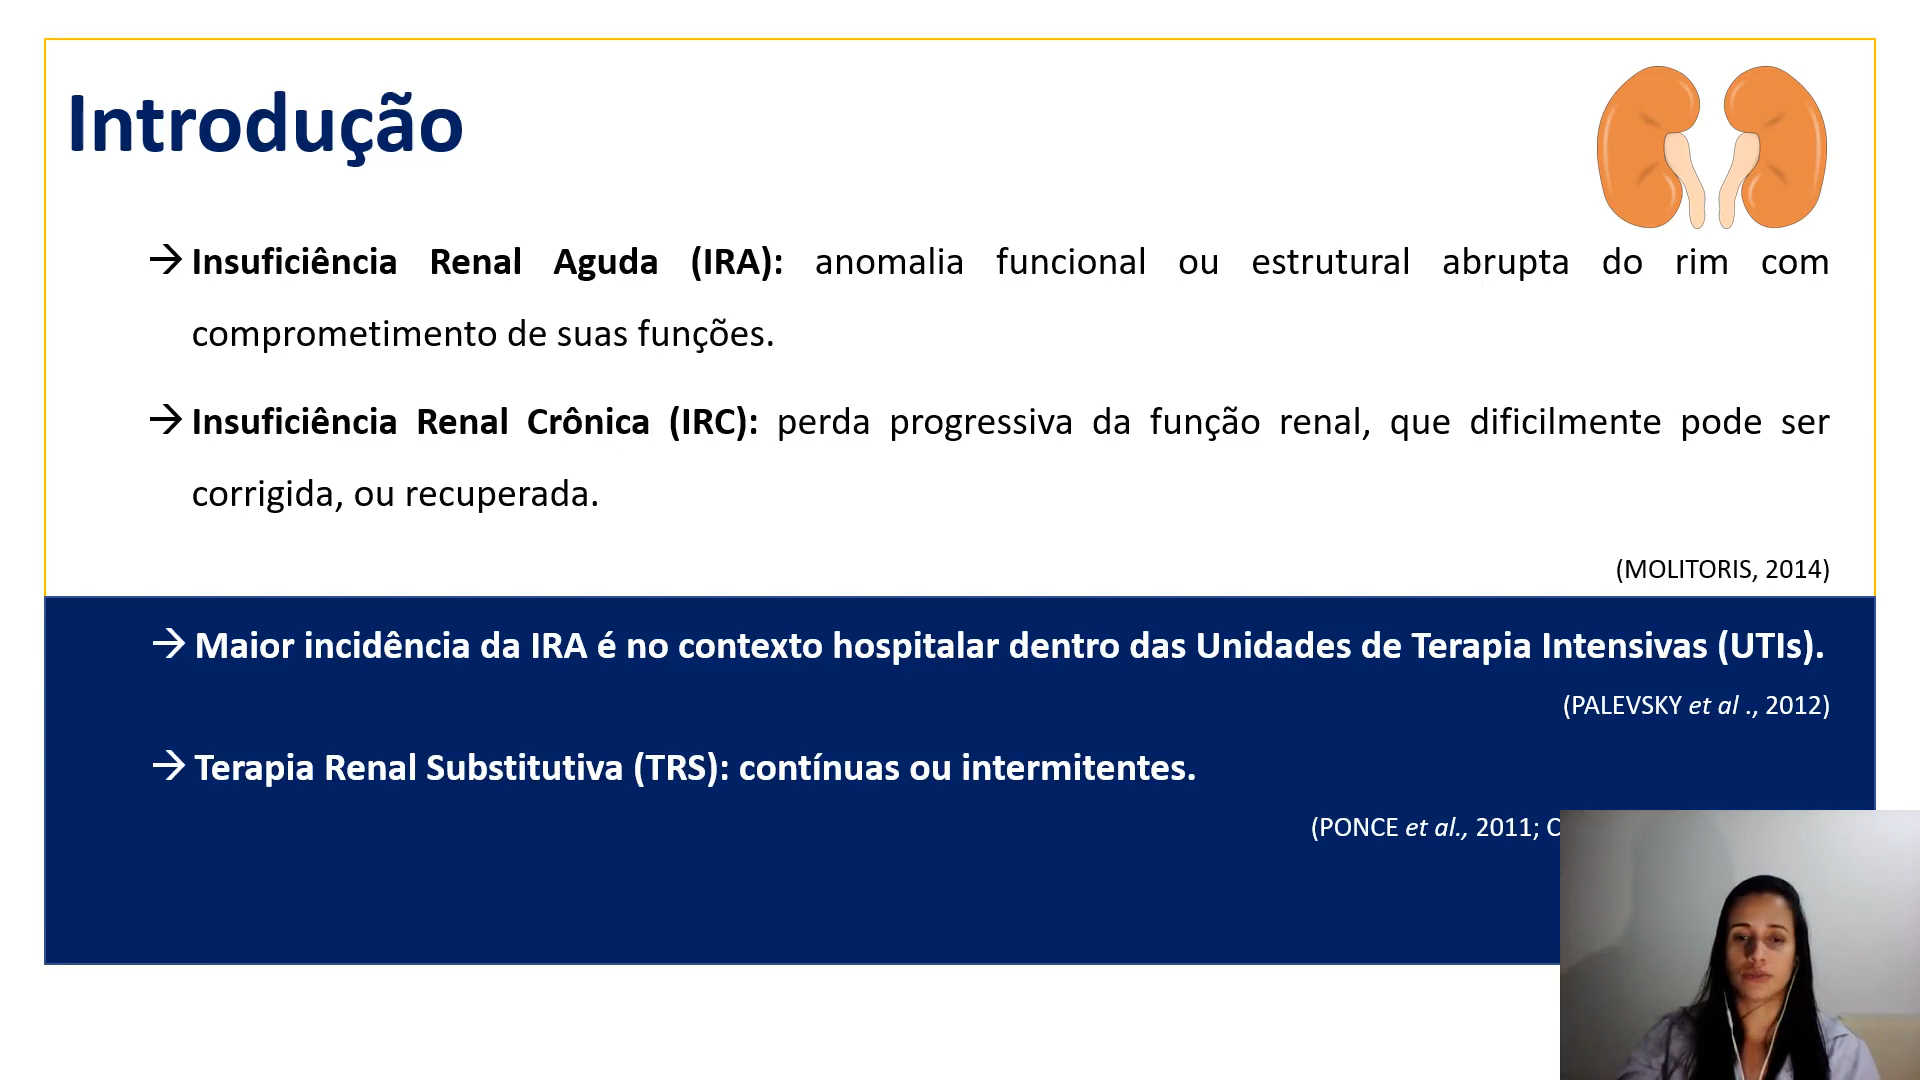 Introdução
→ Insuficiência Renal Aguda (IRA): anomalia funcional ou estrutural abrupta do rim com
comprometimento de suas funções.
→ Insuficiência Renal Crônica (IRC): perda progressiva da função renal, que dificilmente pode ser
corrigida, ou recuperada.
(MOLITORIS, 2014)
→ Maior incidência da IRA é no contexto hospitalar dentro das Unidades de Terapia Intensivas (UTIs).
(PALEVSKY et al ., 2012)
→ Terapia Renal Substitutiva (TRS): contínuas ou intermitentes.
(PONCE et al., 2011;